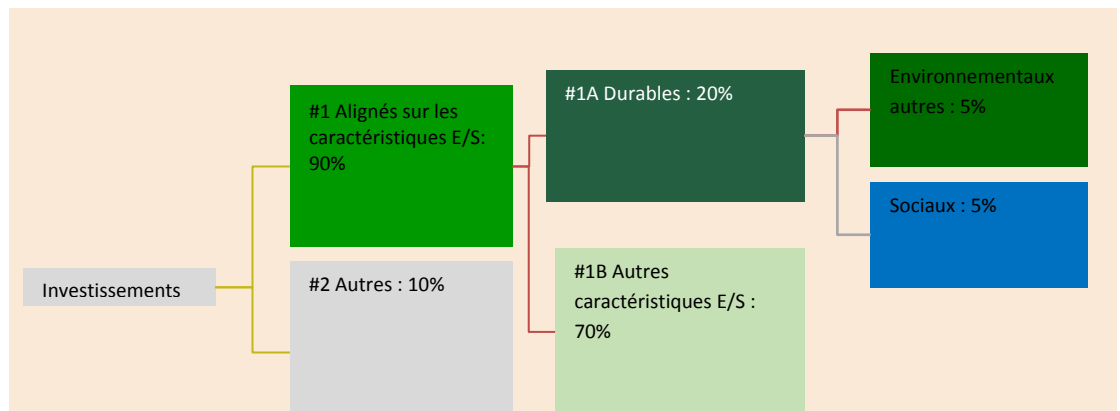 Investissements
#1 Alignés sur les
caractéristiques E/S:
90%
#2 Autres : 10%
#1A Durables : 20%
#1B Autres
caractéristiques E/S :
70%
Environnementaux
autres : 5%
Sociaux : 5%